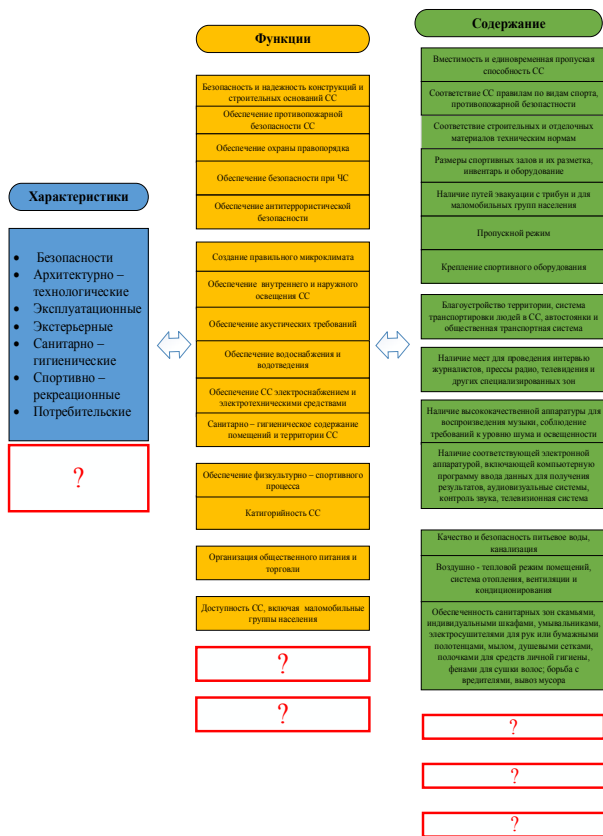 Характеристики
• Безопасности
• Архитектурно –
технологические
• Эксплуатационные
• Экстерьерные
• Санитарно –
гигиенические
• Спортивно –
рекреационные
• Потребительские
?
Функции
Безопасность и надежность конструкций и
строительных оснований СС
Обеспечение противопожарной
безопасности СС
Обеспечение охраны правопорядка
Обеспечение безопасности при ЧС
Обеспечение антитеррористической
безопасности
Создание правильного микроклимата
Обеспечение внутреннего и наружного
освещения СС
Обеспечение акустических требований
Обеспечение водоснабжения и
водотведения
Обеспечение СС электроснабжением и
электротехническими средствами
Санитарно – гигиеническое содержание
помещений и территории СС
Обеспечение физкультурно – спортивного
процесса
Катигорийность СС
Организация общественного питания и
торговли
Доступность СС, включая маломобильные
группы населения
?
?
Содержание
Вместимость и единовременная пропуская
способность СС
Соответствие СС правилам по видам спорта,
противопожарной безопастности
Соответствие строительных и отделочных
материалов техническим нормам
Размеры спортивных залов и их разметка,
инвентарь и оборудование
Наличие путей эвакуации с трибун и для
маломобильных групп населения
Пропускной режим
Крепление спортивного оборудования
Благоустройство территории, система
транспортировки людей в СС, автостоянки и
общественная транспортная система
Наличие мест для проведения интервью
журналистов, прессы радио, телевидения и
других специализированных зон
Наличие высококачественной аппаратуры для
воспроизведения музыки, соблюдение
требований к уровню шума и освещенности
Наличие соответствующей электронной
аппаратурой, включающей компьютерную
программу ввода данных для получения
результатов, аудиовизуальные системы,
контроль звука, телевизионная система
Качество и безопасность питьевое воды,
канализация
Воздушно - тепловой режим помещений,
система отопления, вентиляции и
кондиционирования
Обеспеченность санитарных зон скамьями,
индивидуальными шкафами, умывальниками,
электросушителями для рук или бумажными
полотенцами, мылом, душевыми сетками,
полочками для средств личной гигиены,
фенами для сушки волос; борьба с
вредителями, вывоз мусора
?
?
?